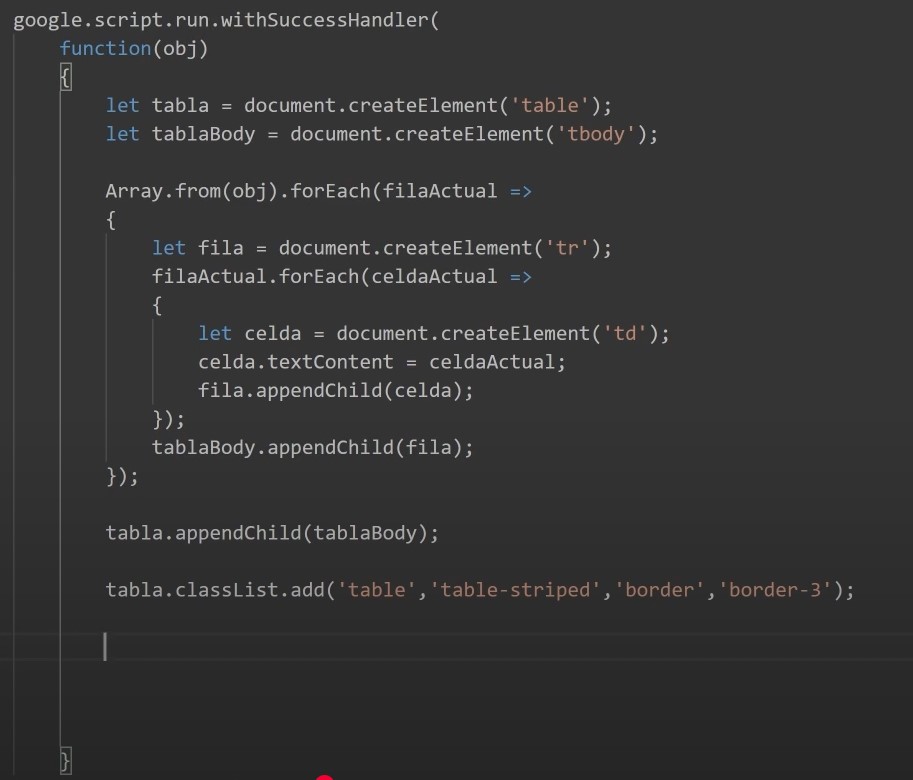 google.script.run.withSuccessHandler(
function(obj)
{
let tabla = document.createElement('table');
let tablaBody = document.createElement('tbody');
Array.from(obj).forEach(filaActual =>
{
let fila = document.createElement('tr');
filaActual.forEach(celdaActual =>
{
let celda = document.createElement('td');
celda.textContent = celdaActual;
fila.appendChild(celda);
});
tablaBody.appendChild(fila);
});
tabla.appendChild(tablaBody);
tabla.classList.add('table','table-striped','border','border-3');
}